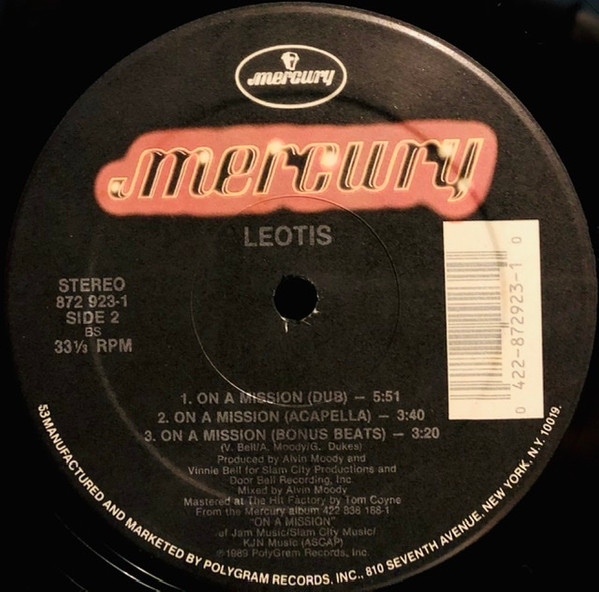 mercury
mercury
LEOTIS
STEREO
872 923-1
SIDE 2
BS
33⅓ RPM
0 422-872923-1 0
1. ON A MISSION (DUB) — 5:51
2. ON A MISSION (ACAPELLA) — 3:40
3. ON A MISSION (BONUS BEATS) — 3:20
(V. Bell/A. Moody/G. Dukes)
Produced by Alvin Moody and
Vinnie Bell for Slam City Productions and
Door Bell Recording, Inc.
Mixed by Alvin Moody
Mastered at The Hit Factory by Tom Coyne
From the Mercury album 422 836 188-1
"ON A MISSION"
of Jam Music/Slam City Music/
KJN Music (ASCAP)
℗1989 PolyGram Records, Inc.
53 MANUFACTURED AND MARKETED BY POLYGRAM RECORDS, INC., 810 SEVENTH AVENUE, NEW YORK, N.Y. 10019.